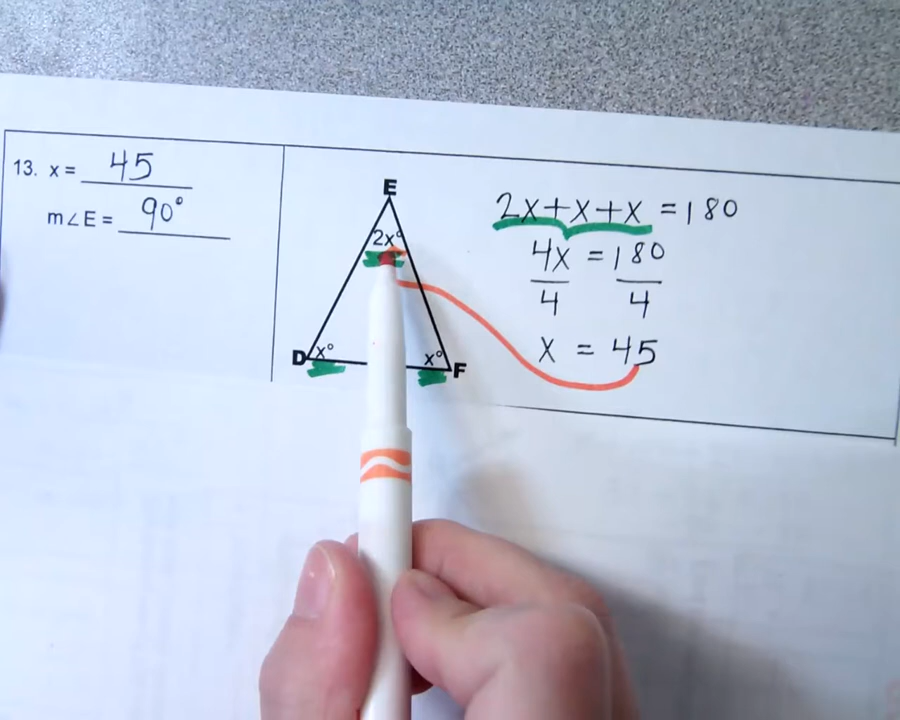 13. x = 45
m∠E = 90°
E
2x°
D x° x° F
2x+x+x = 180
4x = 180
4 4
x = 45